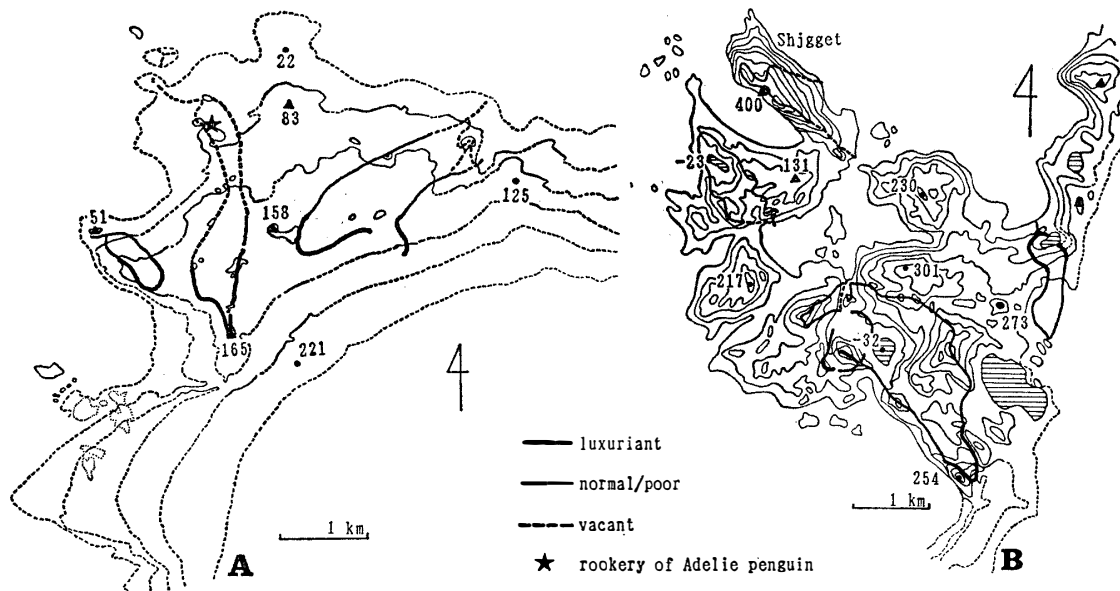 22
83
51
158
125
165
221
1 km
A
luxuriant
normal/poor
vacant
rookery of Adelie penguin
Shjgget
400
-23
131
230
217
301
273
-32
254
1 km
B